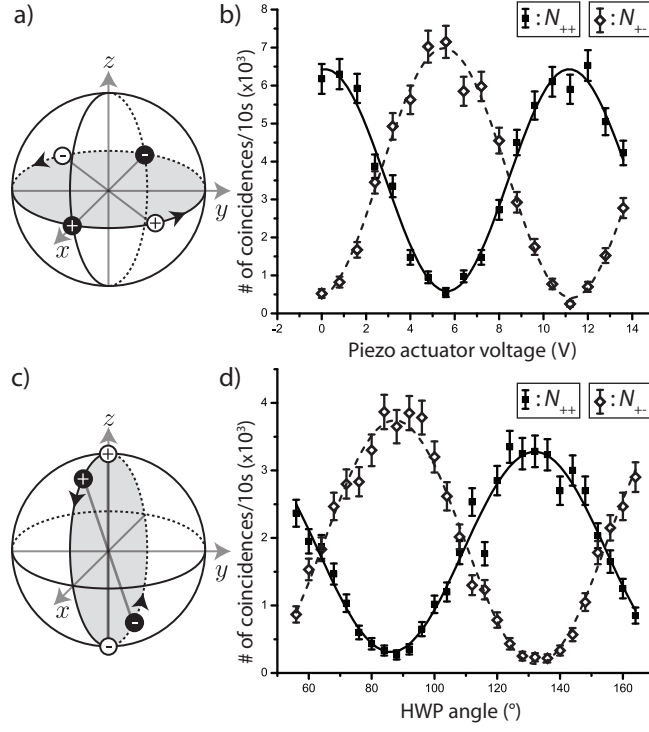 a)
z
y
x
-
-
+
+
b)
■: N++
◇: N+-
# of coincidences/10s (x10³)
7
6
5
4
3
2
1
0
-2
0
2
4
6
8
10
12
14
Piezo actuator voltage (V)
c)
z
y
x
+
+
-
-
d)
■: N++
◇: N+-
# of coincidences/10s (x10³)
4
3
2
1
0
60
80
100
120
140
160
HWP angle (°)